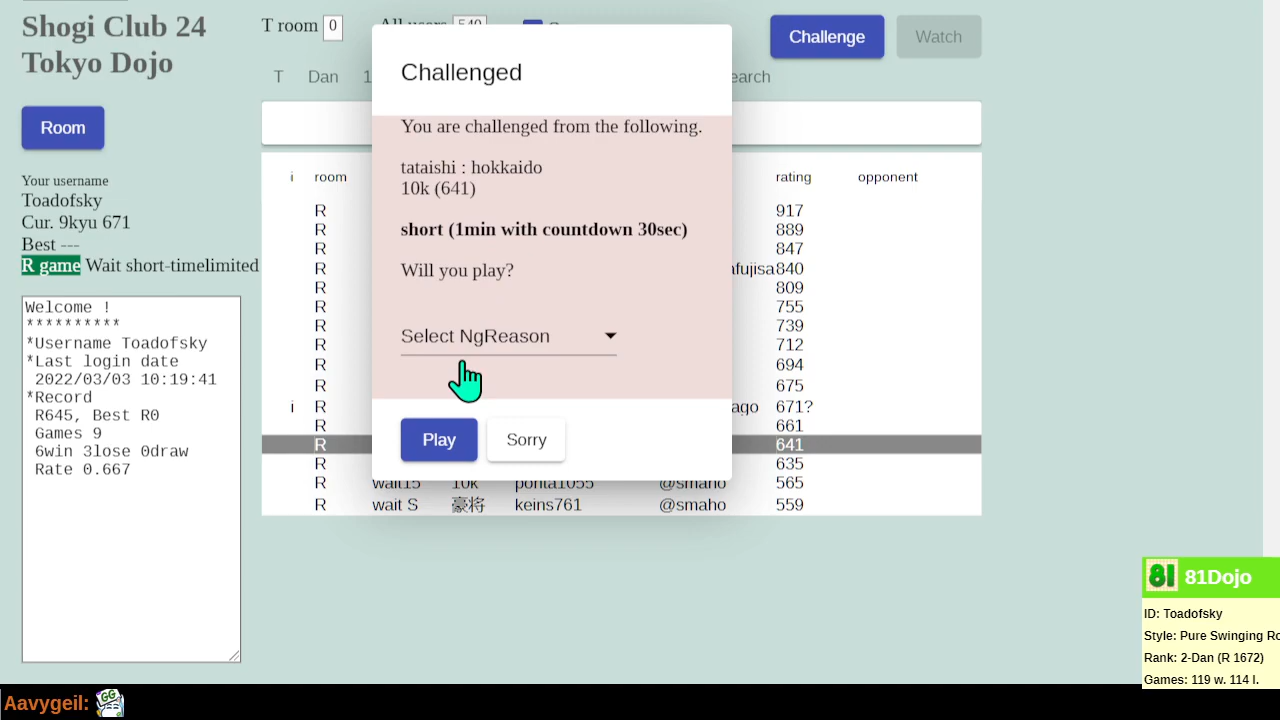 Shogi Club 24
Tokyo Dojo
Room
Your username
Toadofsky
Cur. 9kyu 671
Best ---
R game Wait short-timelimited
Welcome !
**********
*Username Toadofsky
*Last login date
2022/03/03 10:19:41
*Record
R645, Best R0
Games 9
6win 3lose 0draw
Rate 0.667
T room 0 All users 540
Challenge
Watch
T Dan 1
earch
Challenged
You are challenged from the following.
tataishi : hokkaido
10k (641)
short (1min with countdown 30sec)
Will you play?
Select NgReason
Play
Sorry
i room rating opponent
R 917
R 889
R 847
R afujisa 840
R 809
R 755
R 739
R 712
R 694
R 675
i R ago 671?
R 661
R 641
R 635
R wait15 10k ponta1055 @smaho 565
R wait S 豪将 keins761 @smaho 559
81 81Dojo
ID: Toadofsky
Style: Pure Swinging Ro
Rank: 2-Dan (R 1672)
Games: 119 w. 114 l.
Aavygeil: GG